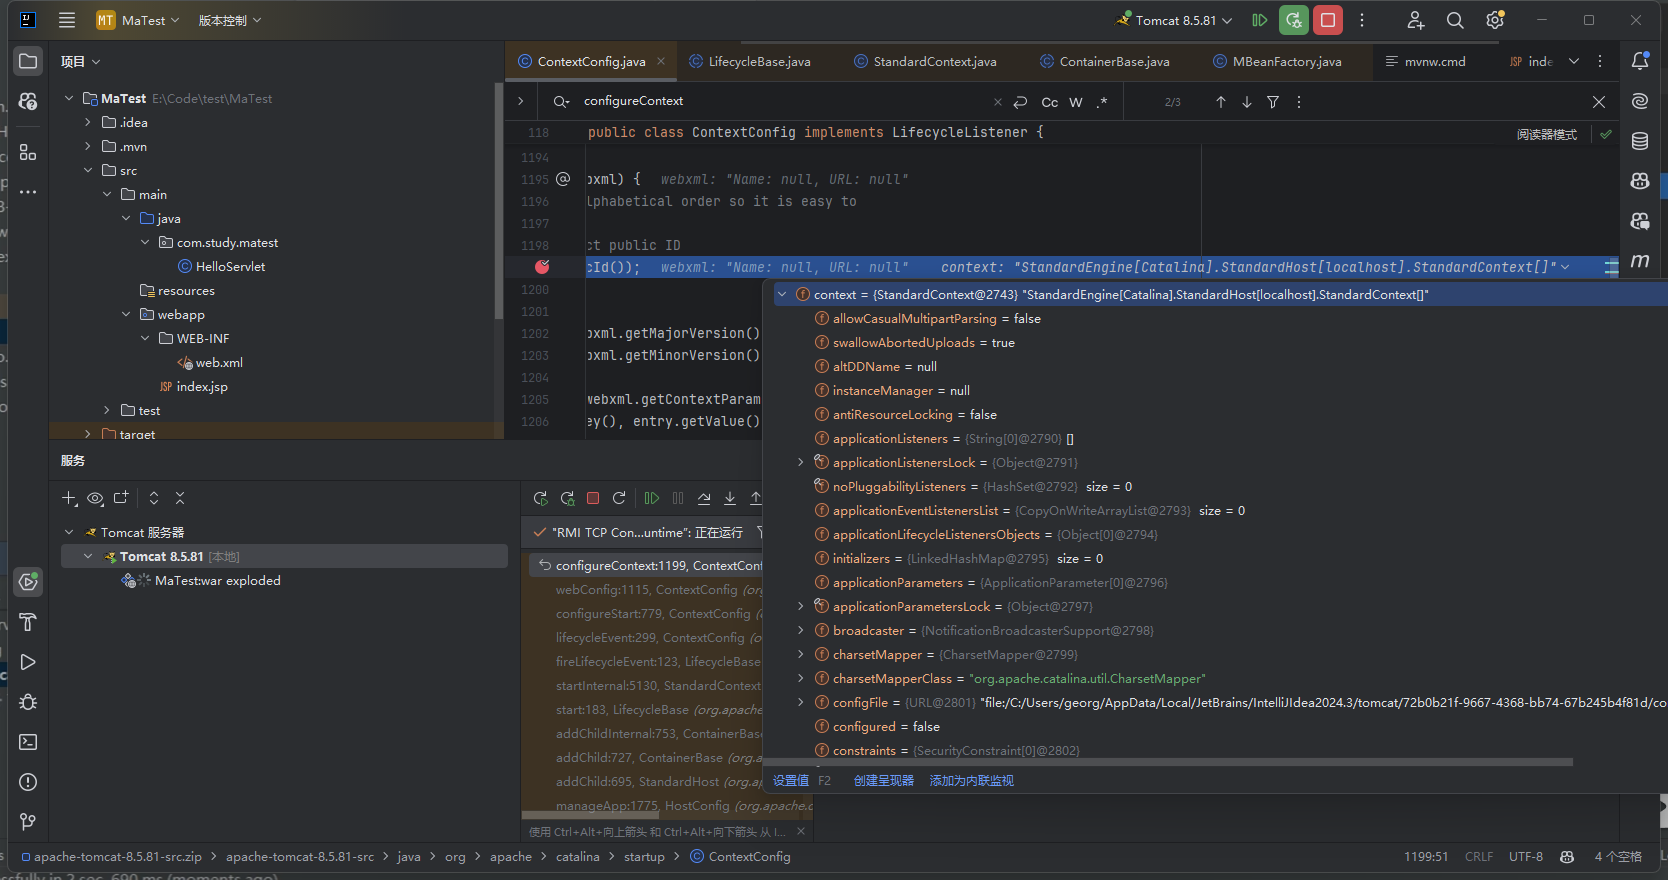 MT MaTest 版本控制 Tomcat 8.5.81
项目
ContextConfig.java LifecycleBase.java StandardContext.java ContainerBase.java MBeanFactory.java mvnw.cmd JSP inde
configureContext Cc W .* 2/3
MaTest E:\Code\test\MaTest
.idea
.mvn
src
main
java
com.study.matest
HelloServlet
resources
webapp
WEB-INF
web.xml
JSP index.jsp
test
target
118 public class ContextConfig implements LifecycleListener {
阅读器模式
1194
1195 @ bxml) { webxml: "Name: null, URL: null"
1196 lphabetical order so it is easy to
1197
1198 ct public ID
cId()); webxml: "Name: null, URL: null" context: "StandardEngine[Catalina].StandardHost[localhost].StandardContext[]"
1200
1201
1202 bxml.getMajorVersion()
1203 bxml.getMinorVersion()
1204
1205 webxml.getContextParam
1206 ey(), entry.getValue()
context = {StandardContext@2743} "StandardEngine[Catalina].StandardHost[localhost].StandardContext[]"
allowCasualMultipartParsing = false
swallowAbortedUploads = true
altDDName = null
instanceManager = null
antiResourceLocking = false
applicationListeners = {String[0]@2790} []
applicationListenersLock = {Object@2791}
noPluggabilityListeners = {HashSet@2792} size = 0
applicationEventListenersList = {CopyOnWriteArrayList@2793} size = 0
applicationLifecycleListenersObjects = {Object[0]@2794}
initializers = {LinkedHashMap@2795} size = 0
applicationParameters = {ApplicationParameter[0]@2796}
applicationParametersLock = {Object@2797}
broadcaster = {NotificationBroadcasterSupport@2798}
charsetMapper = {CharsetMapper@2799}
charsetMapperClass = "org.apache.catalina.util.CharsetMapper"
configFile = {URL@2801} "file:/C:/Users/georg/AppData/Local/JetBrains/IntelliJIdea2024.3/tomcat/72b0b21f-9667-4368-bb74-67b245b4f81d/co
configured = false
constraints = {SecurityConstraint[0]@2802}
设置值 F2 创建呈现器 添加为内联监视
服务
Tomcat 服务器
Tomcat 8.5.81 [本地]
MaTest:war exploded
"RMI TCP Con...untime": 正在运行
configureContext:1199, ContextConf
webConfig:1115, ContextConfig (org
configureStart:779, ContextConfig (
lifecycleEvent:299, ContextConfig (o
fireLifecycleEvent:123, LifecycleBase
startInternal:5130, StandardContext
start:183, LifecycleBase (org.apache
addChildInternal:753, ContainerBase
addChild:727, ContainerBase (org.a
addChild:695, StandardHost (org.ap
manageApp:1775, HostConfig (org.apache.c
使用 Ctrl+Alt+向上箭头 和 Ctrl+Alt+向下箭头 从 I...
apache-tomcat-8.5.81-src.zip apache-tomcat-8.5.81-src java org apache catalina startup ContextConfig
1199:51 CRLF UTF-8 4 个空格